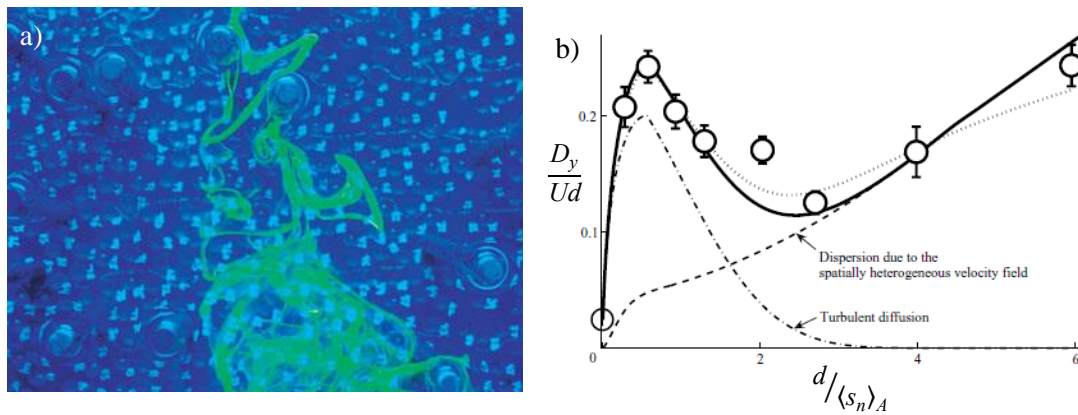 a)
b)
0.2
D_y
Ud
0.1
Dispersion due to the
spatially heterogeneous velocity field
Turbulent diffusion
0
2
4
6
d/⟨s_n⟩_A